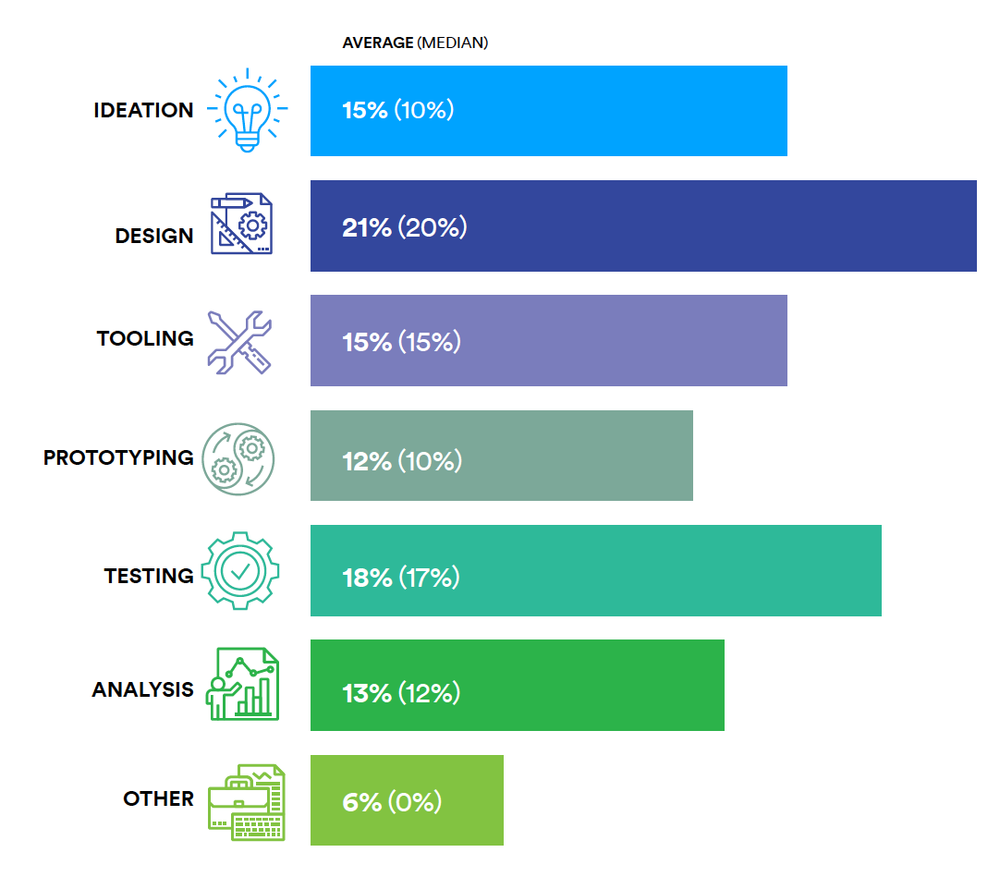 AVERAGE (MEDIAN)
IDEATION 15% (10%)
DESIGN 21% (20%)
TOOLING 15% (15%)
PROTOTYPING 12% (10%)
TESTING 18% (17%)
ANALYSIS 13% (12%)
OTHER 6% (0%)